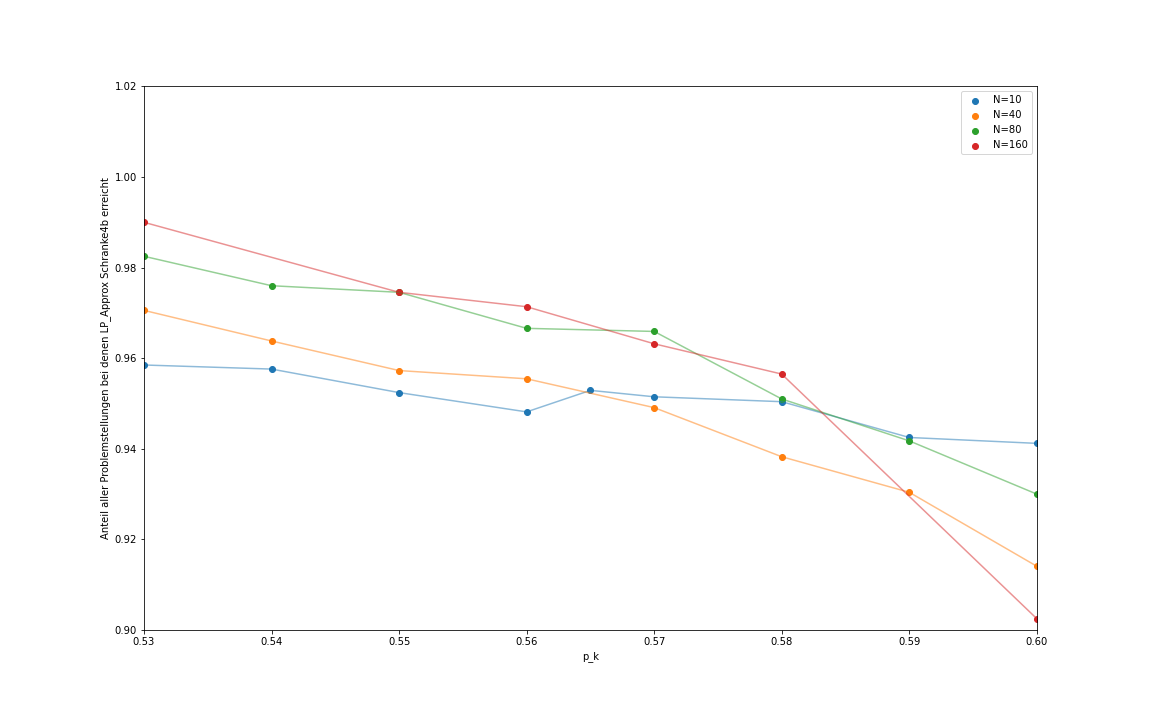 1.02
1.00
0.98
0.96
0.94
0.92
0.90
Anteil aller Problemstellungen bei denen LP_Approx Schranke4b erreicht
N=10
N=40
N=80
N=160
0.53 0.54 0.55 0.56 0.57 0.58 0.59 0.60
p_k